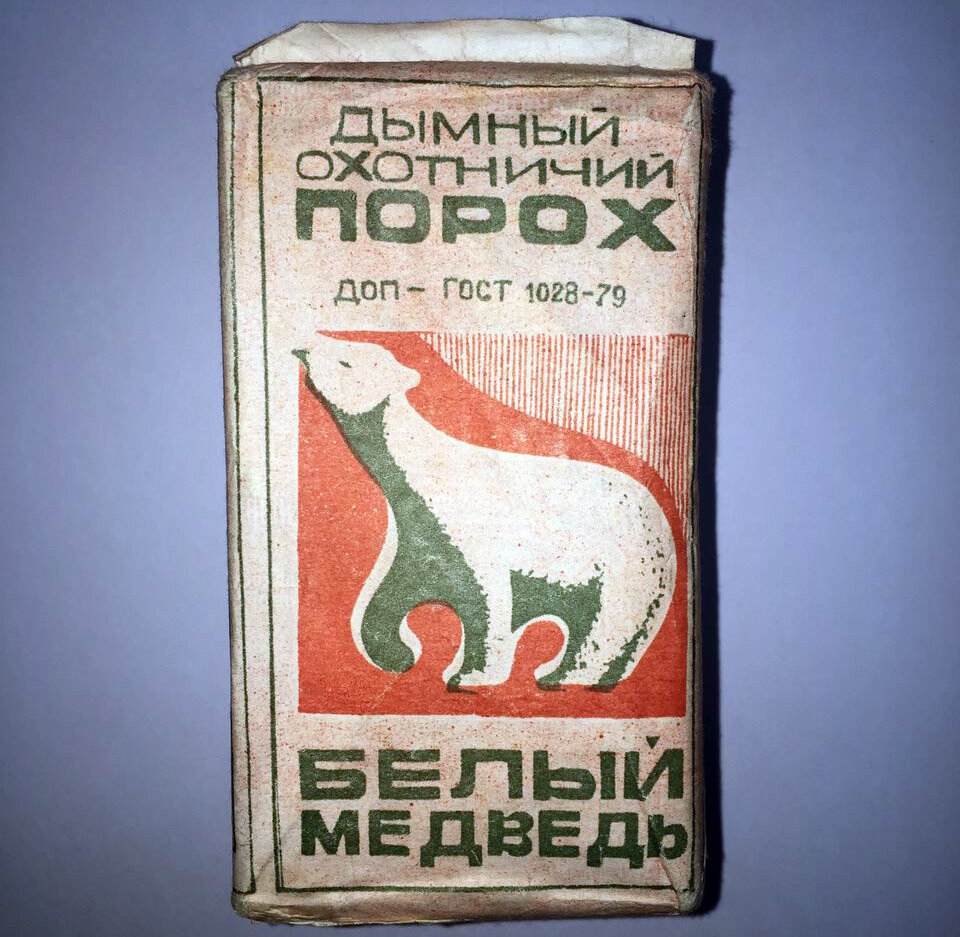 ДЫМНЫЙ
ОХОТНИЧИЙ
ПОРОХ
ДОП – ГОСТ 1028-79
БЕЛЫЙ
МЕДВЕДЬ